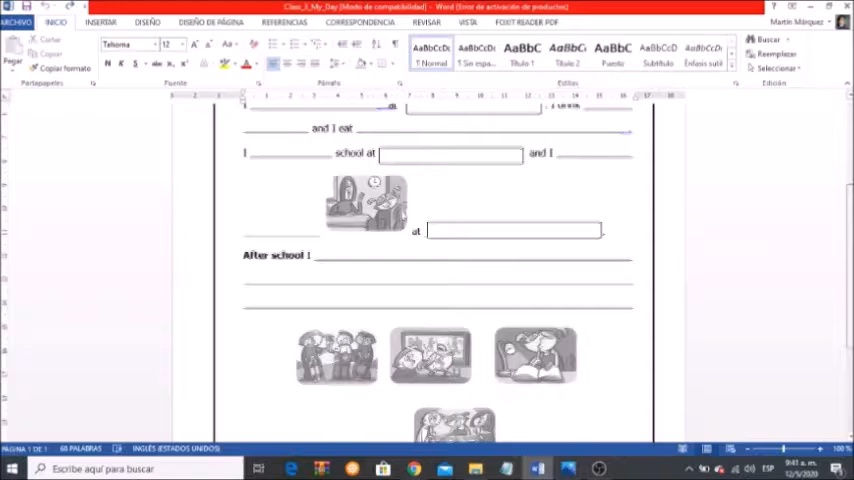 Class_3_My_Day [Modo de compatibilidad] - Word (Error de activación de productos)
ARCHIVO INICIO INSERTAR DISEÑO DISEÑO DE PÁGINA REFERENCIAS CORRESPONDENCIA REVISAR VISTA FOXIT READER PDF
Martín Márquez
Pegar
Cortar
Copiar
Copiar formato
Portapapeles
Tahoma 12
N K S abc
Fuente
Párrafo
AaBbCcDc AaBbCcDc AaBbC AaBbCc AaBbC AaBbCcD AaBbCcDc
¶ Normal ¶ Sin espa... Título 1 Título 2 Puesto Subtítulo Énfasis sutil
Estilos
Buscar
Reemplazar
Seleccionar
Edición
and I eat
I school at and I
at .
After school I
PÁGINA 1 DE 1 68 PALABRAS INGLÉS (ESTADOS UNIDOS) 100 %
Escribe aquí para buscar
ESP
9:41 a. m.
12/5/2020